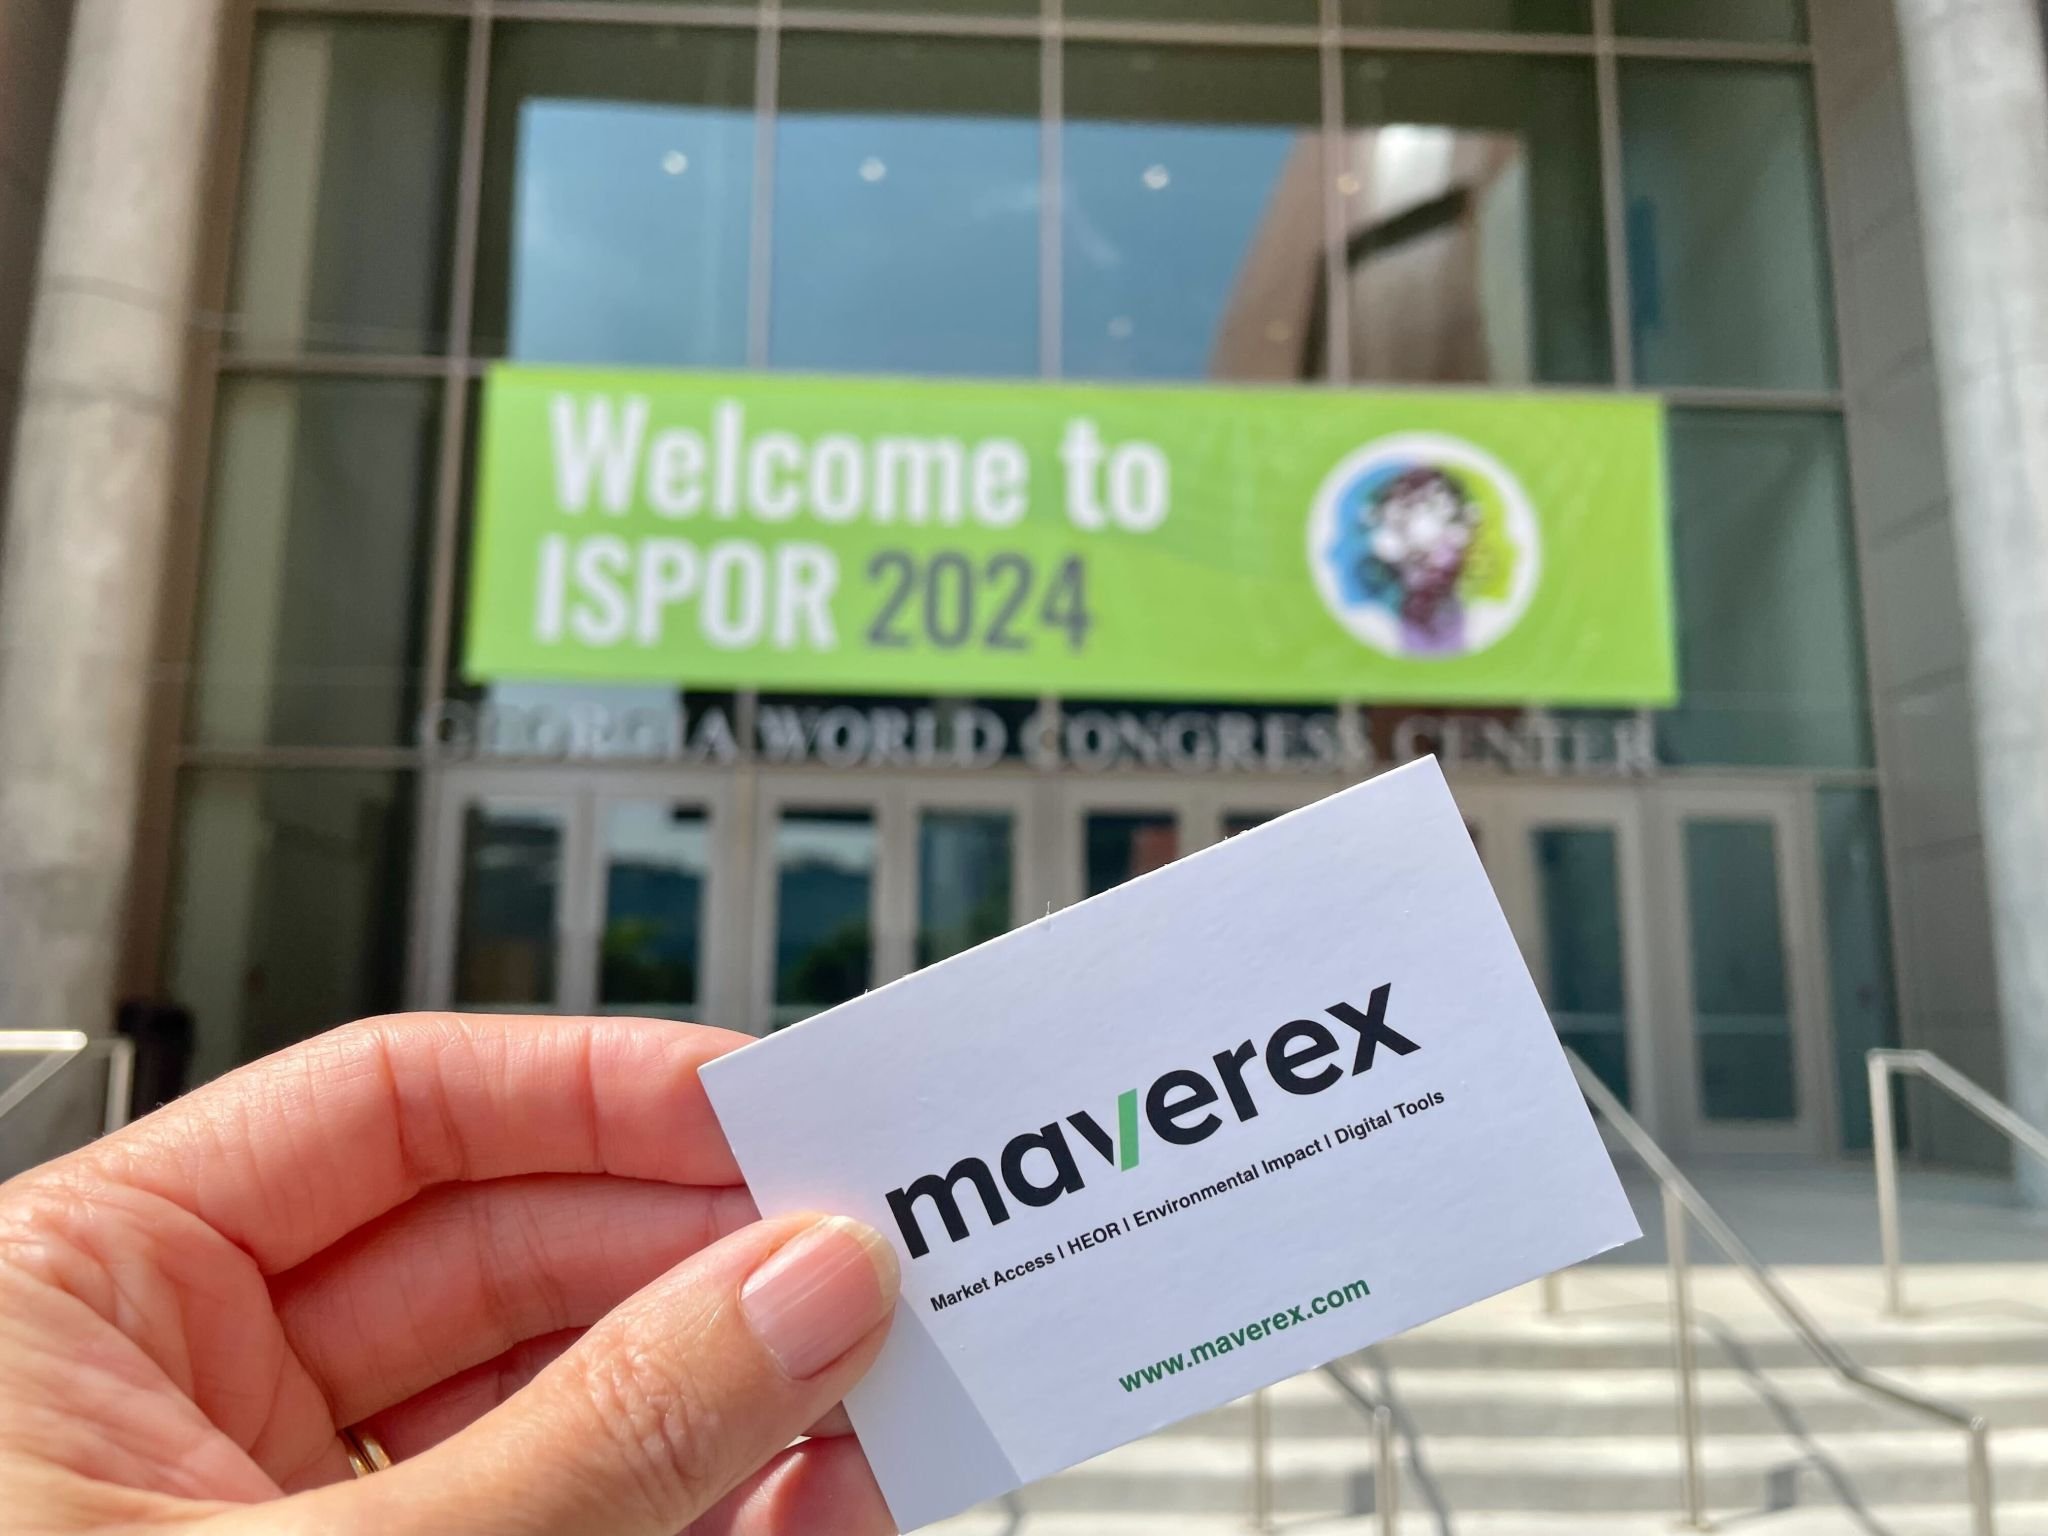 Welcome to
ISPOR 2024
GEORGIA WORLD CONGRESS CENTER
maverex
Market Access | HEOR | Environmental Impact | Digital Tools
www.maverex.com